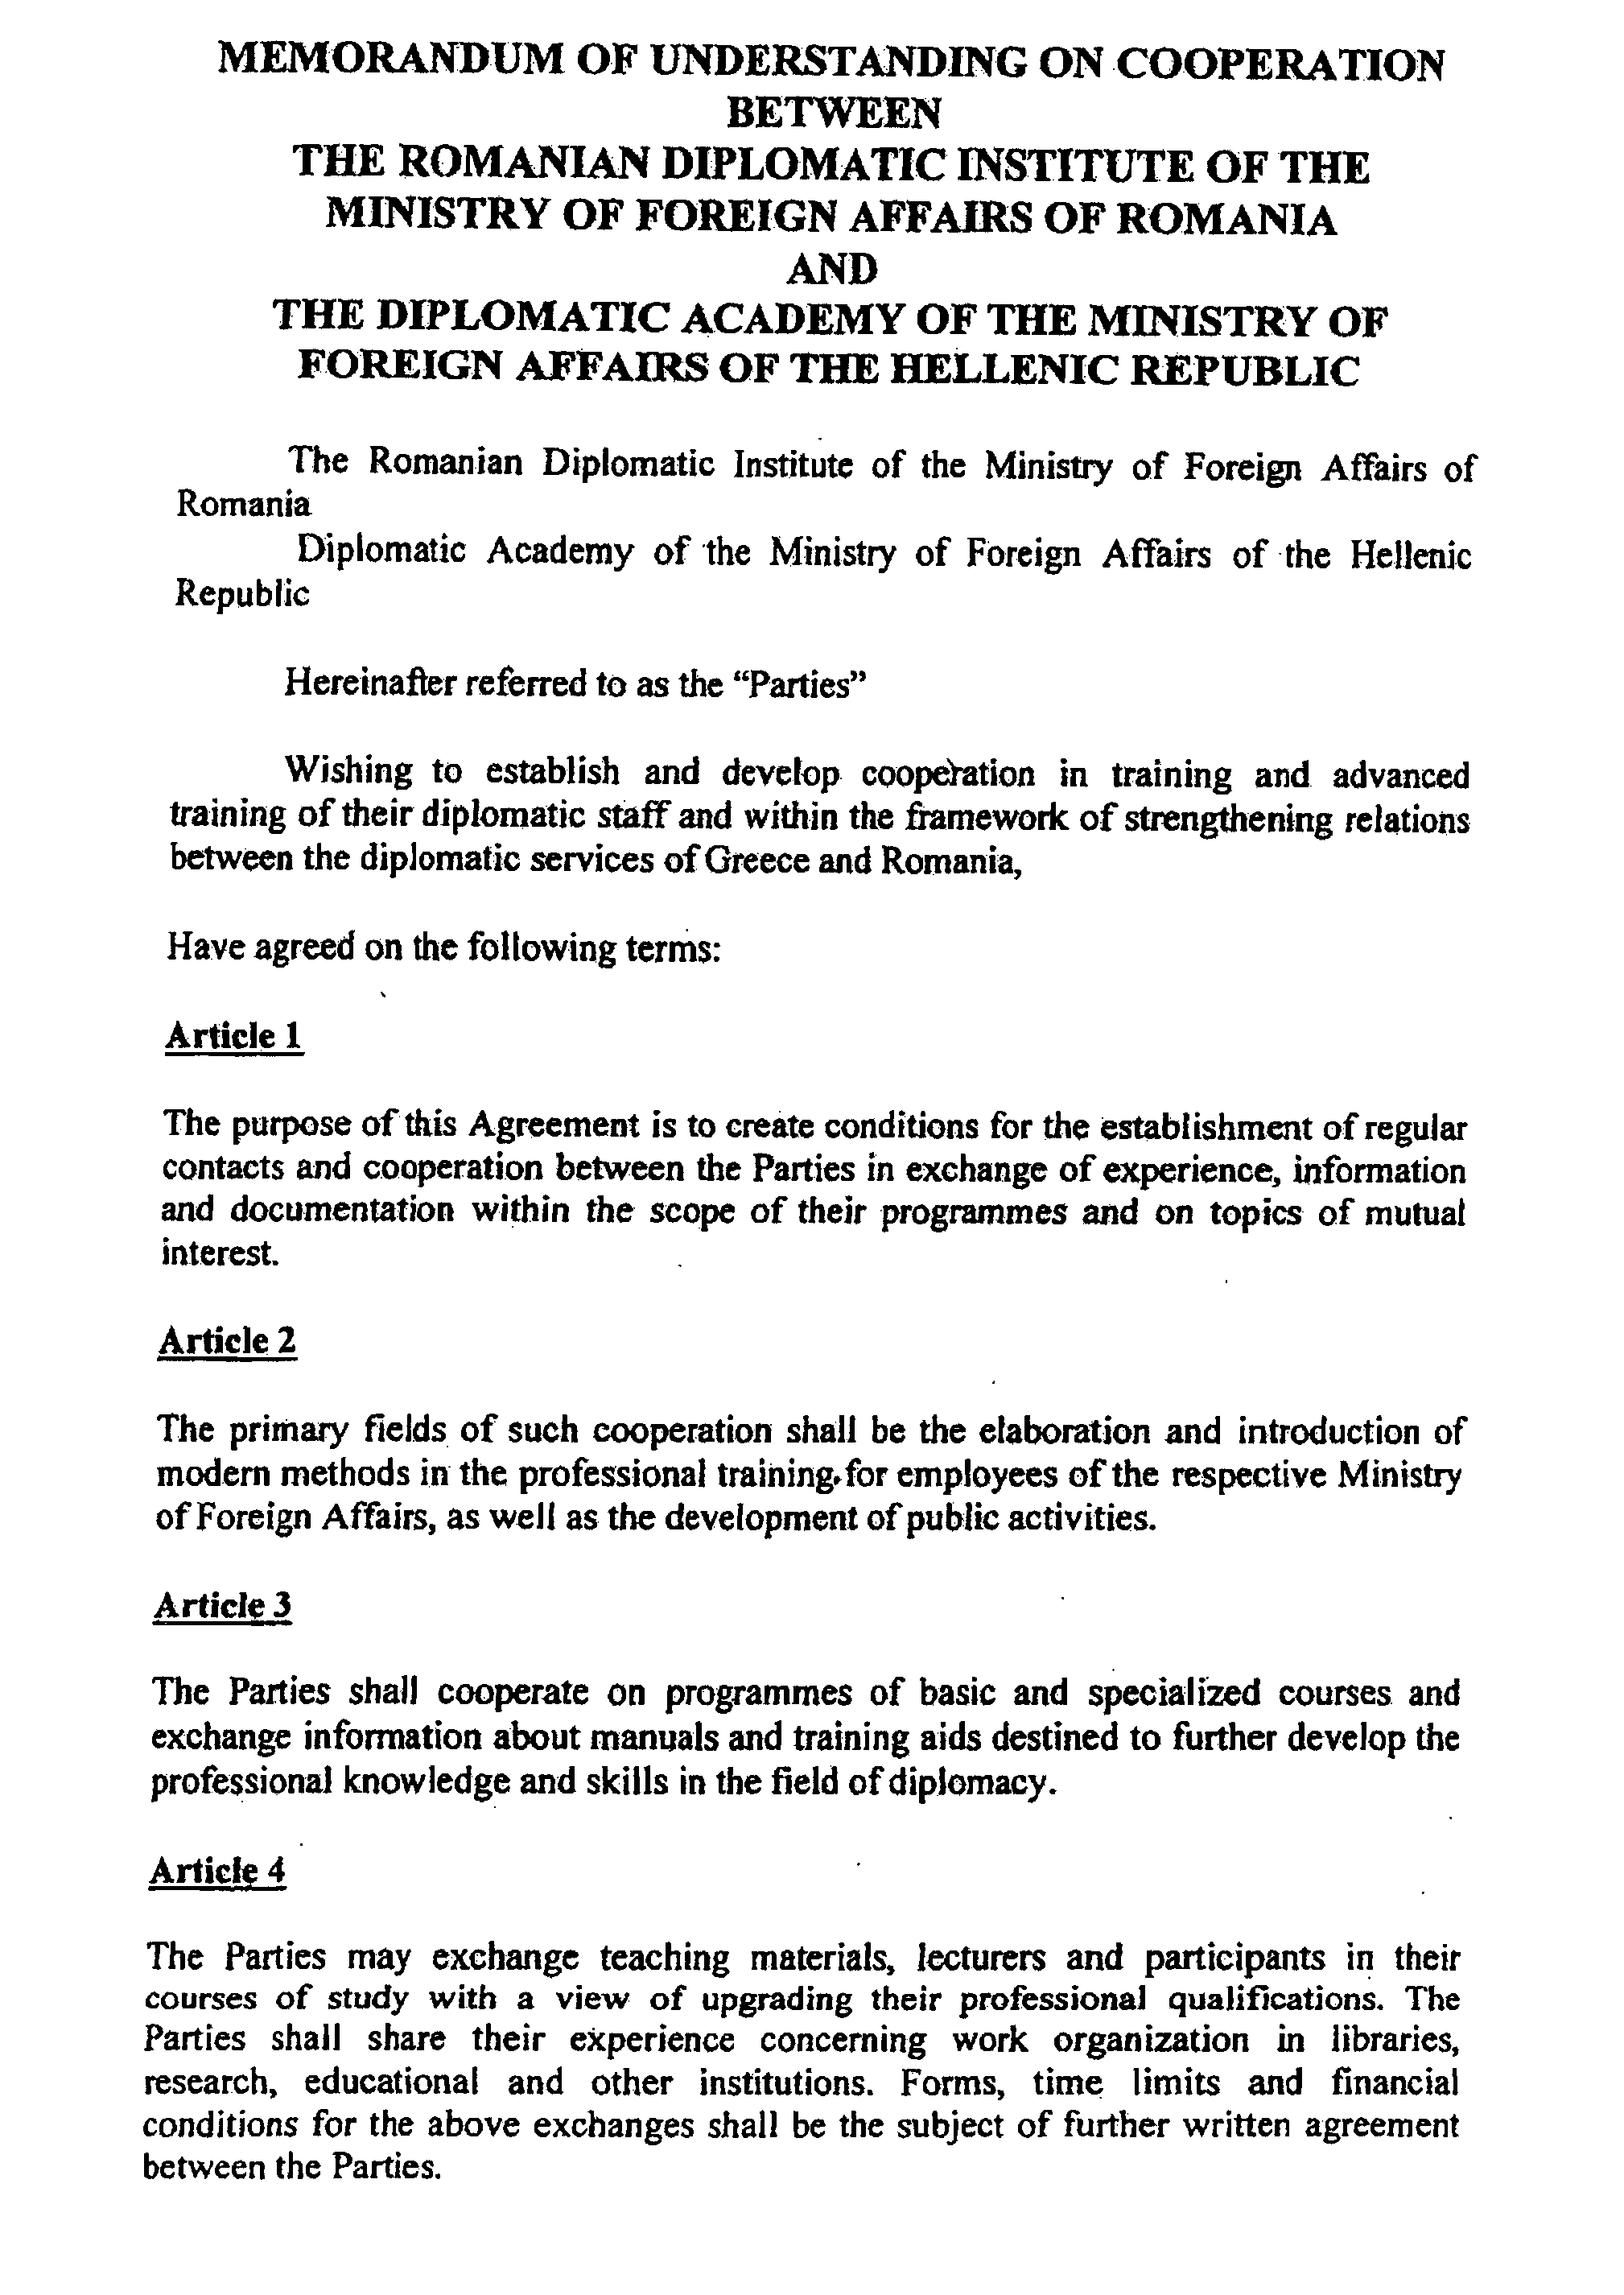 MEMORANDUM OF UNDERSTANDING ON COOPERATION
BETWEEN
THE ROMANIAN DIPLOMATIC INSTITUTE OF THE
MINISTRY OF FOREIGN AFFAIRS OF ROMANIA
AND
THE DIPLOMATIC ACADEMY OF THE MINISTRY OF
FOREIGN AFFAIRS OF THE HELLENIC REPUBLIC
The Romanian Diplomatic Institute of the Ministry of Foreign Affairs of
Romania
Diplomatic Academy of the Ministry of Foreign Affairs of the Hellenic
Republic
Hereinafter referred to as the “Parties”
Wishing to establish and develop cooperation in training and advanced
training of their diplomatic staff and within the framework of strengthening relations
between the diplomatic services of Greece and Romania,
Have agreed on the following terms:
Article 1
The purpose of this Agreement is to create conditions for the establishment of regular
contacts and cooperation between the Parties in exchange of experience, information
and documentation within the scope of their programmes and on topics of mutual
interest.
Article 2
The primary fields of such cooperation shall be the elaboration and introduction of
modern methods in the professional training for employees of the respective Ministry
of Foreign Affairs, as well as the development of public activities.
Article 3
The Parties shall cooperate on programmes of basic and specialized courses and
exchange information about manuals and training aids destined to further develop the
professional knowledge and skills in the field of diplomacy.
Article 4
The Parties may exchange teaching materials, lecturers and participants in their
courses of study with a view of upgrading their professional qualifications. The
Parties shall share their experience concerning work organization in libraries,
research, educational and other institutions. Forms, time limits and financial
conditions for the above exchanges shall be the subject of further written agreement
between the Parties.